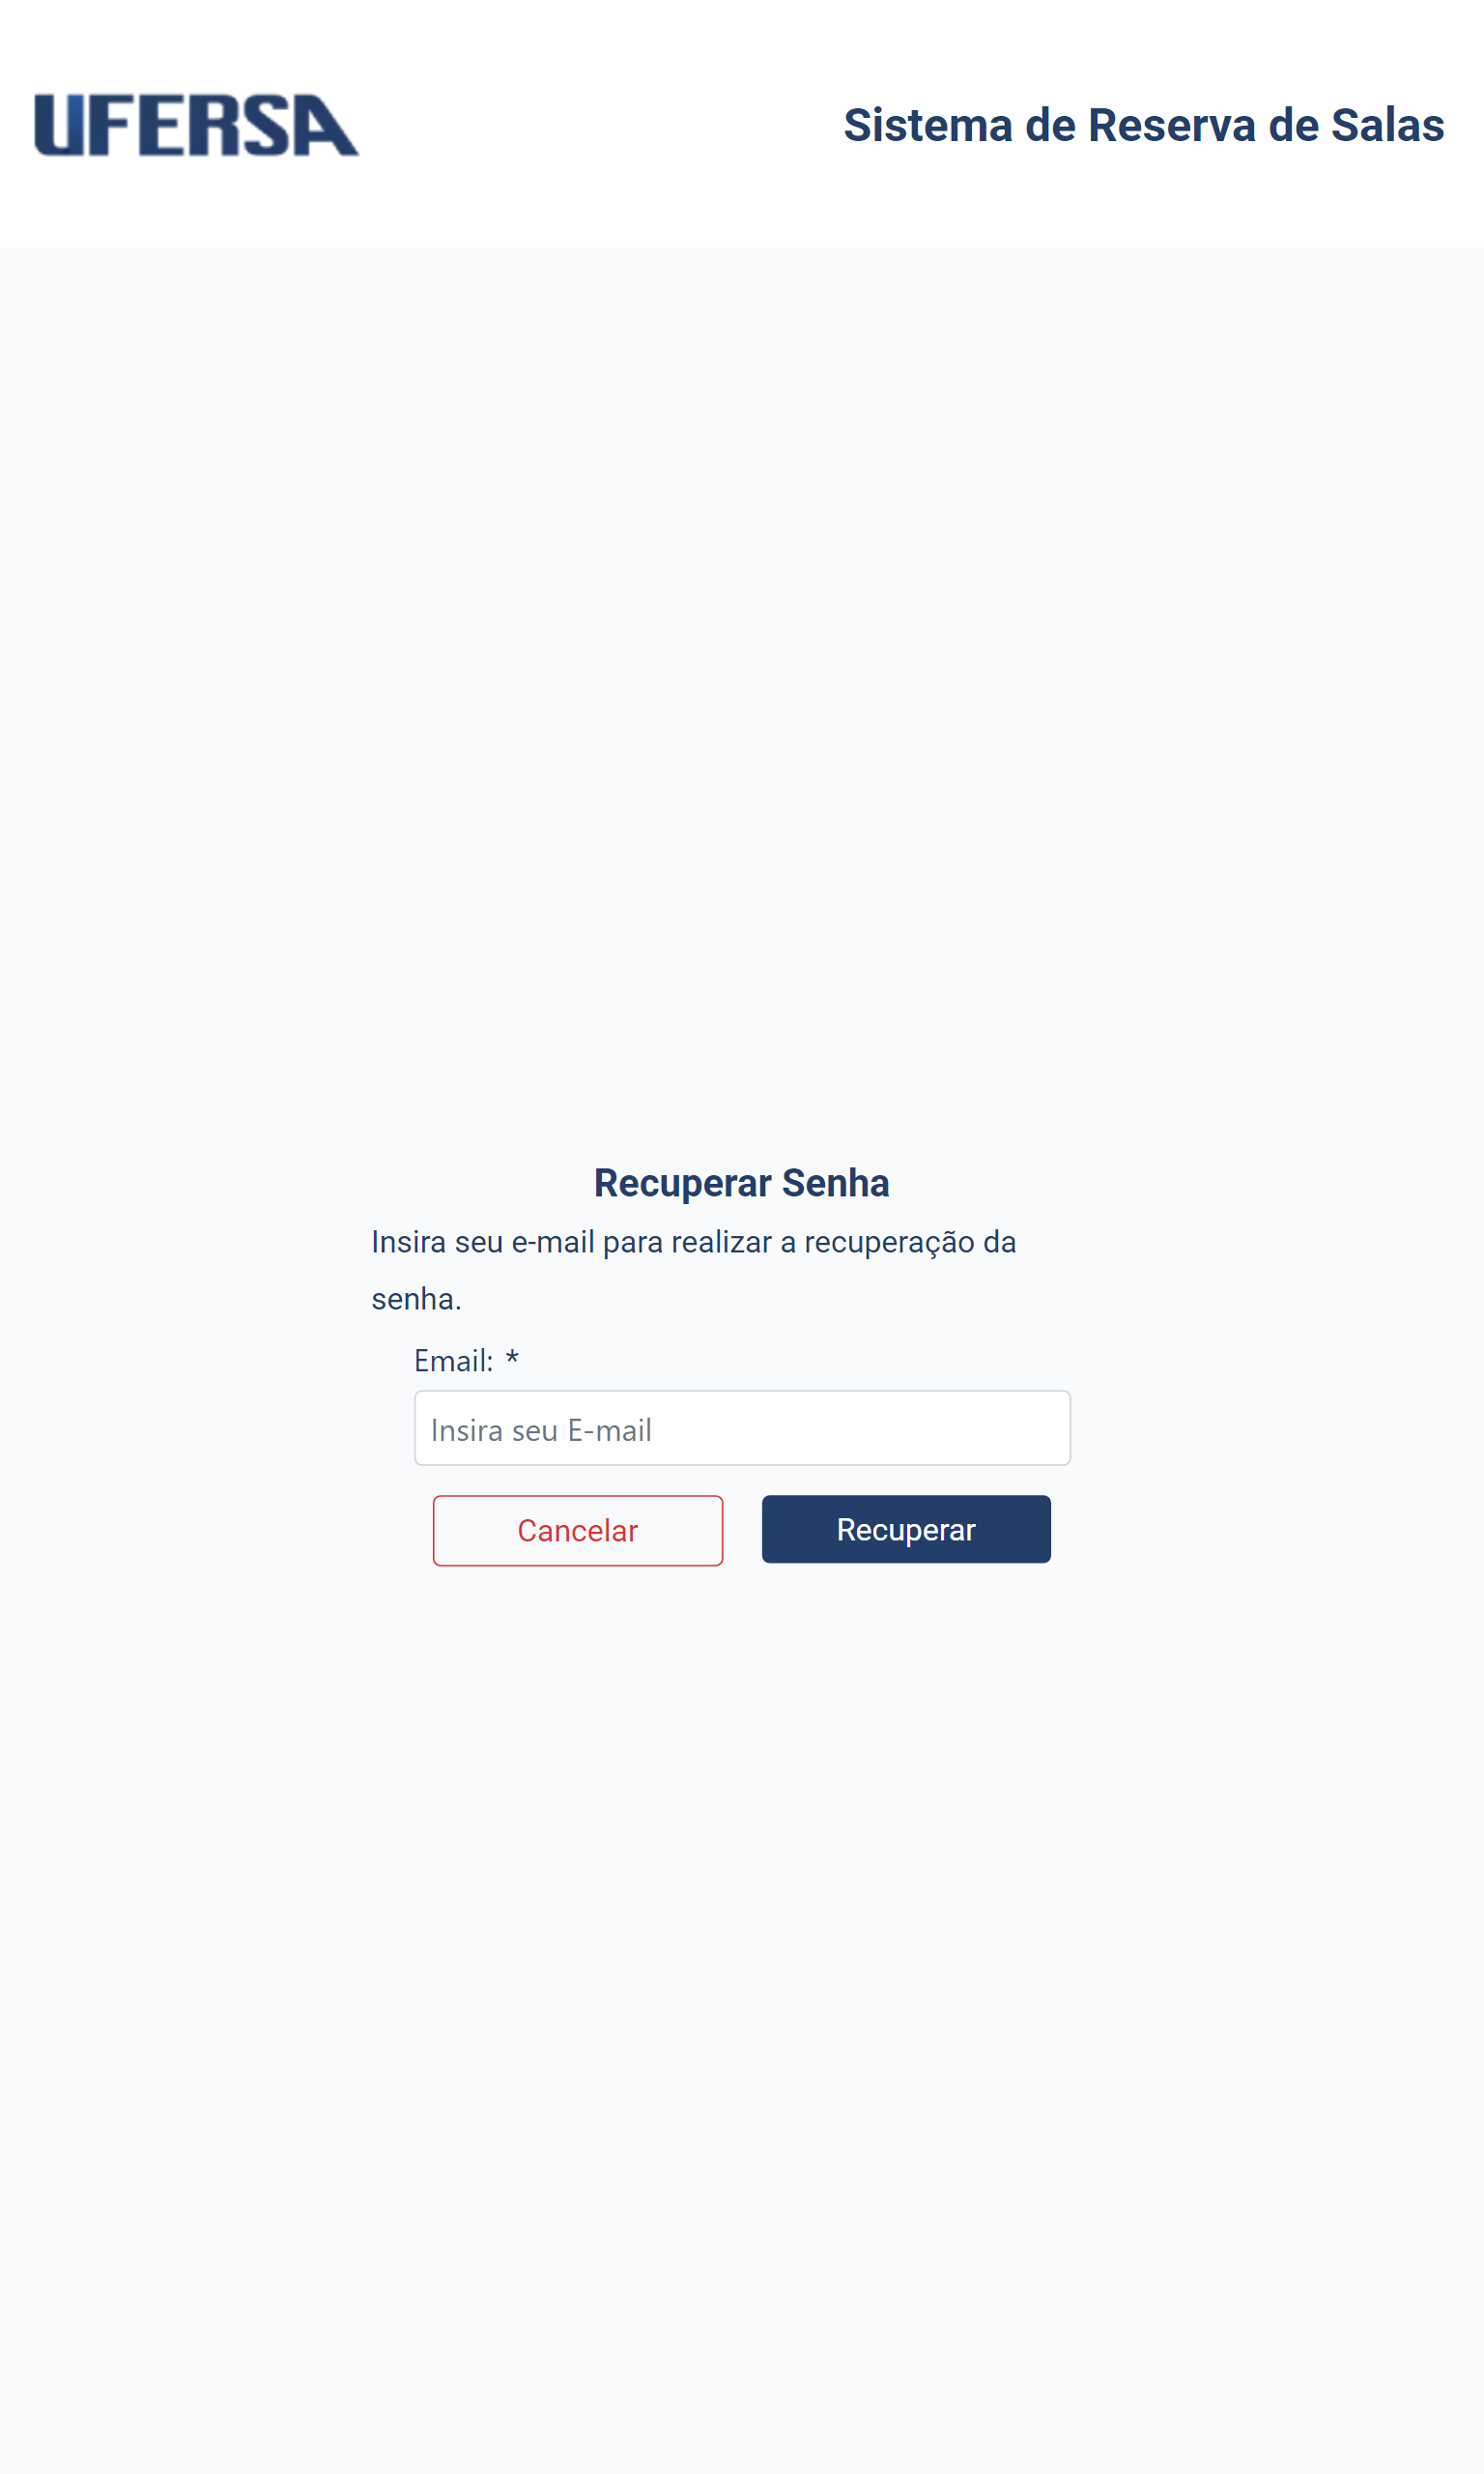 UFERSA
Sistema de Reserva de Salas
Recuperar Senha
Insira seu e-mail para realizar a recuperação da
senha.
Email: *
Insira seu E-mail
Cancelar
Recuperar